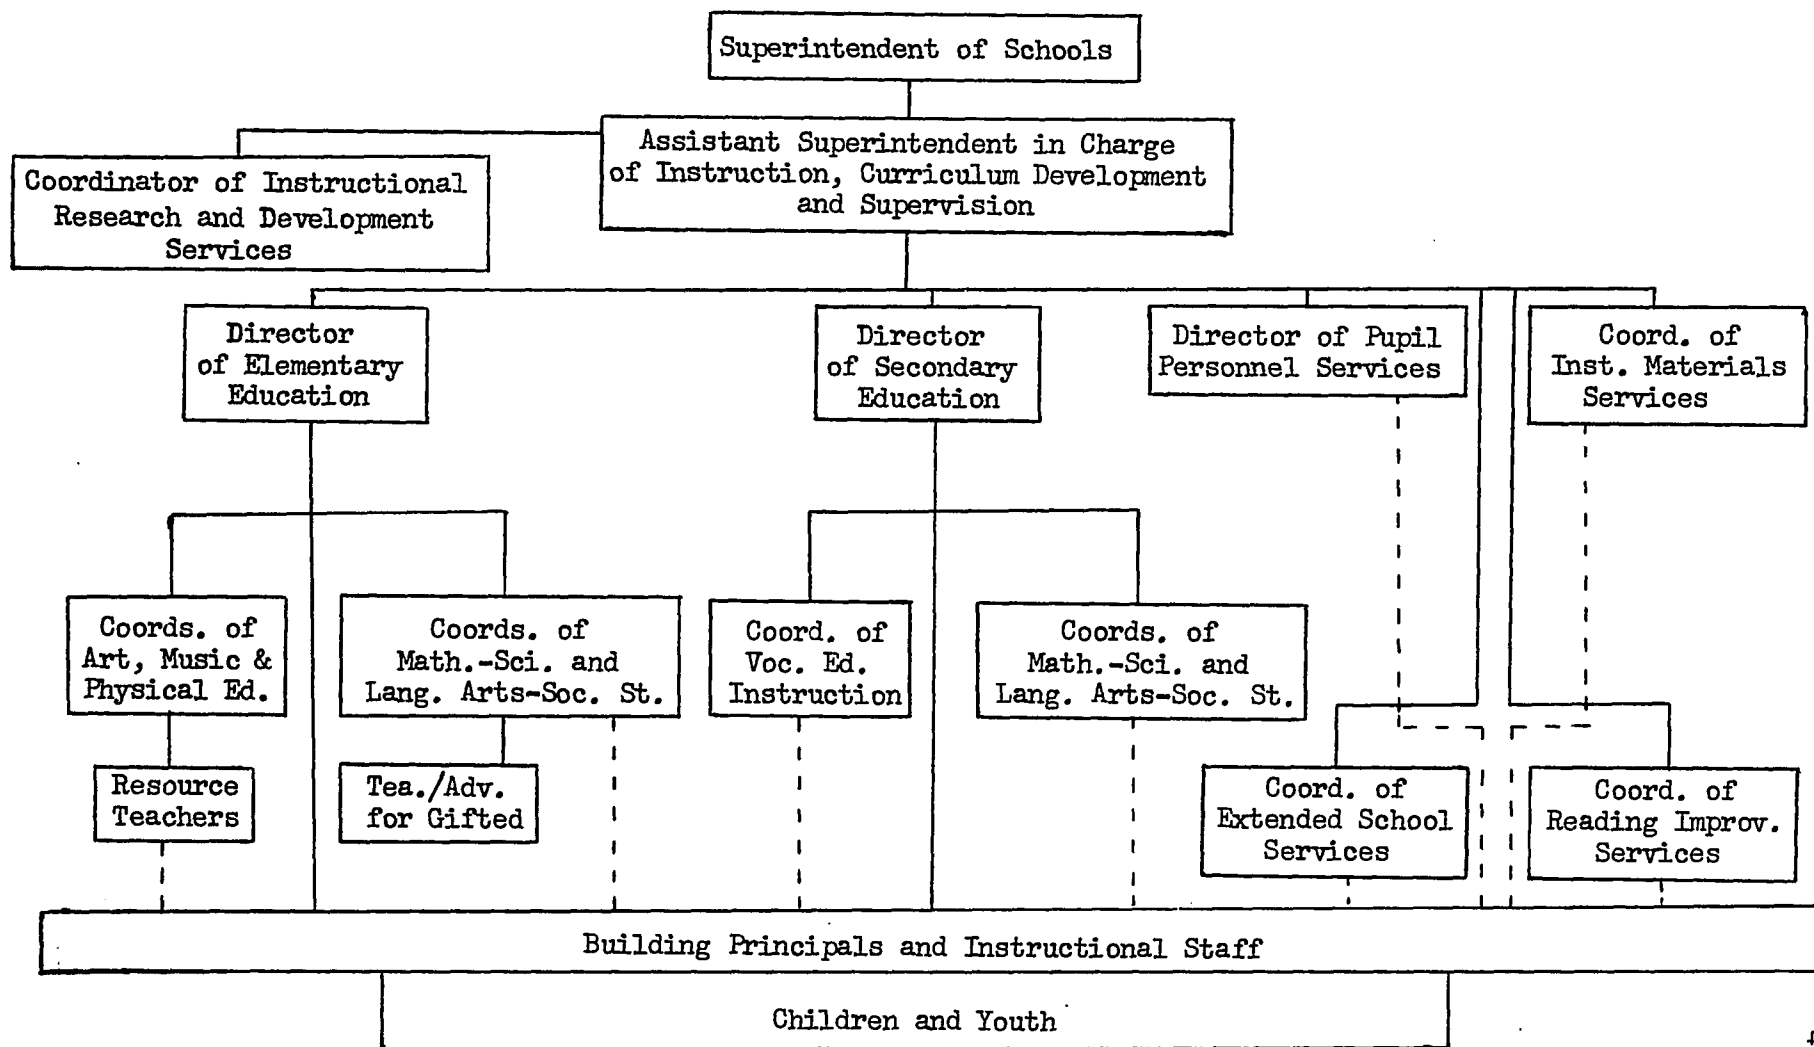 Superintendent of Schools
Assistant Superintendent in Charge
of Instruction, Curriculum Development
and Supervision
Coordinator of Instructional
Research and Development
Services
Director
of Elementary
Education
Director
of Secondary
Education
Director of Pupil
Personnel Services
Coord. of
Inst. Materials
Services
Coords. of
Art, Music &
Physical Ed.
Coords. of
Math.-Sci. and
Lang. Arts-Soc. St.
Coord. of
Voc. Ed.
Instruction
Coords. of
Math.-Sci. and
Lang. Arts-Soc. St.
Resource
Teachers
Tea./Adv.
for Gifted
Coord. of
Extended School
Services
Coord. of
Reading Improv.
Services
Building Principals and Instructional Staff
Children and Youth